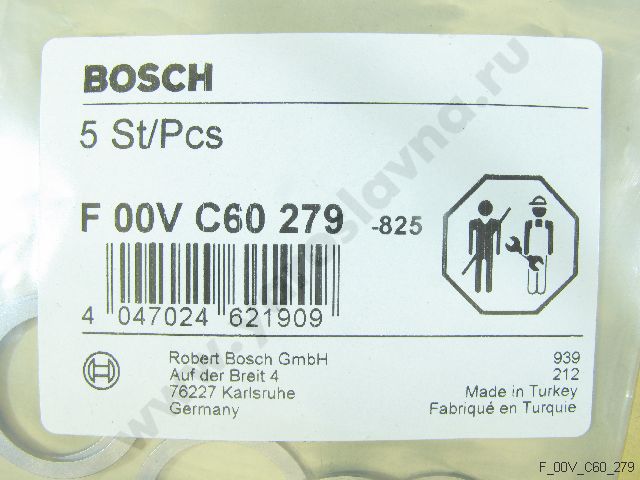 BOSCH
5 St/Pcs
F 00V C60 279 -825
4 047024 621909
Robert Bosch GmbH
Auf der Breit 4
76227 Karlsruhe
Germany
939
212
Made in Turkey
Fabriqué en Turquie
F_00V_C60_279